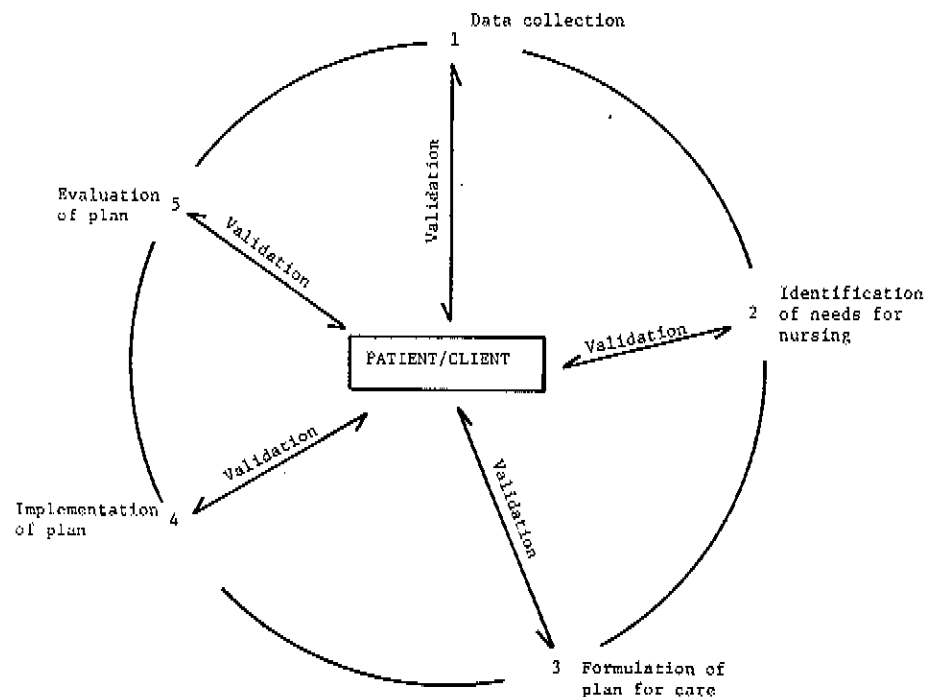 Data collection
1
Validation
Evaluation
of plan
5
Validation
2
Identification
of needs for
nursing
Validation
PATIENT/CLIENT
Validation
Validation
Implementation
of plan
4
3
Formulation of
plan for care